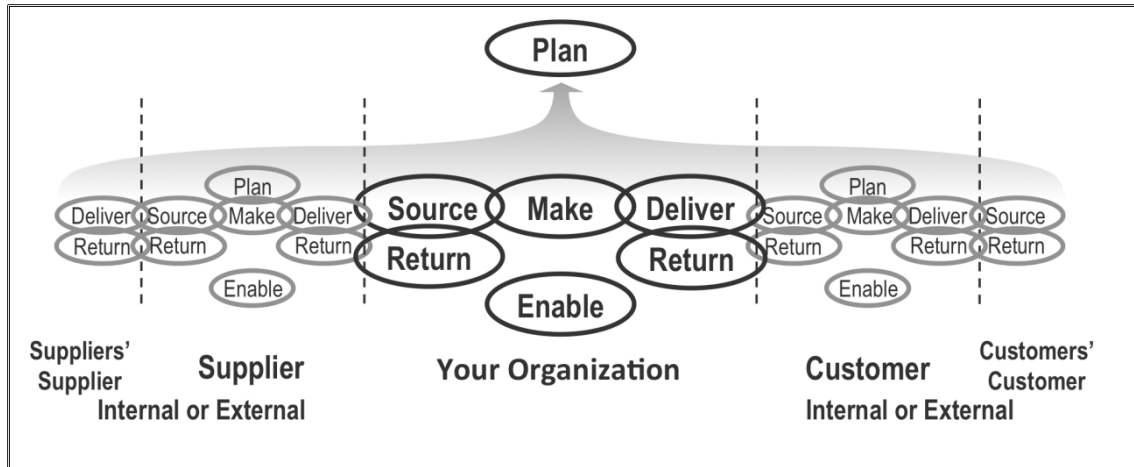 Plan
Plan
Plan
Deliver Source Make Deliver Source Make Deliver Source Make Deliver Source
Return Return Return Return Return Return Return Return
Enable Enable Enable
Suppliers’ Supplier
Supplier
Internal or External
Your Organization
Customer
Internal or External
Customers’ Customer